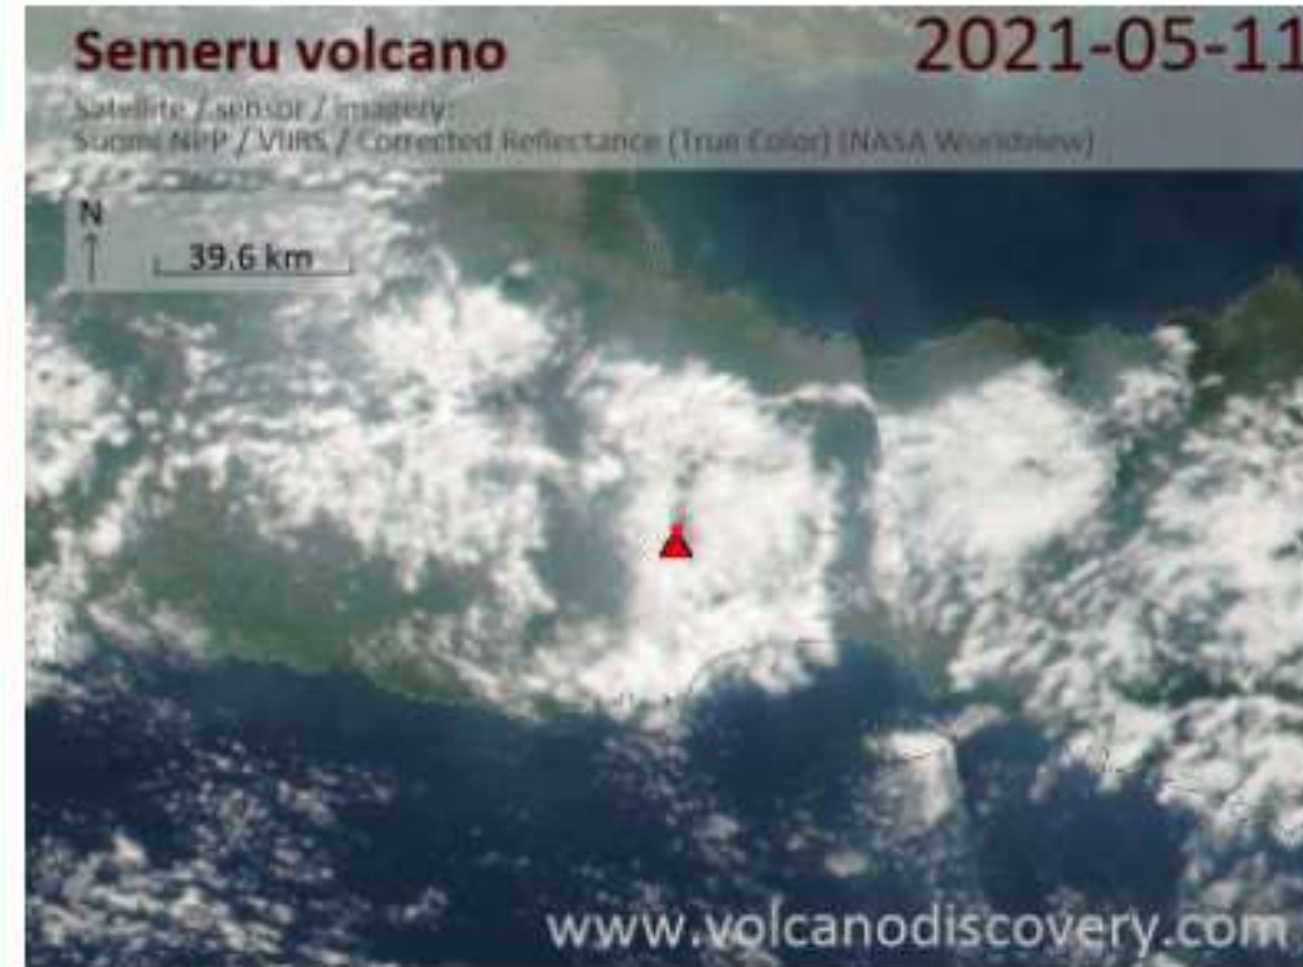 Semeru volcano
2021-05-11
Satellite / sensor / imagery:
Suomi NPP / VIIRS / Corrected Reflectance (True Color) (NASA Worldview)
N
39.6 km
www.volcanodiscovery.com